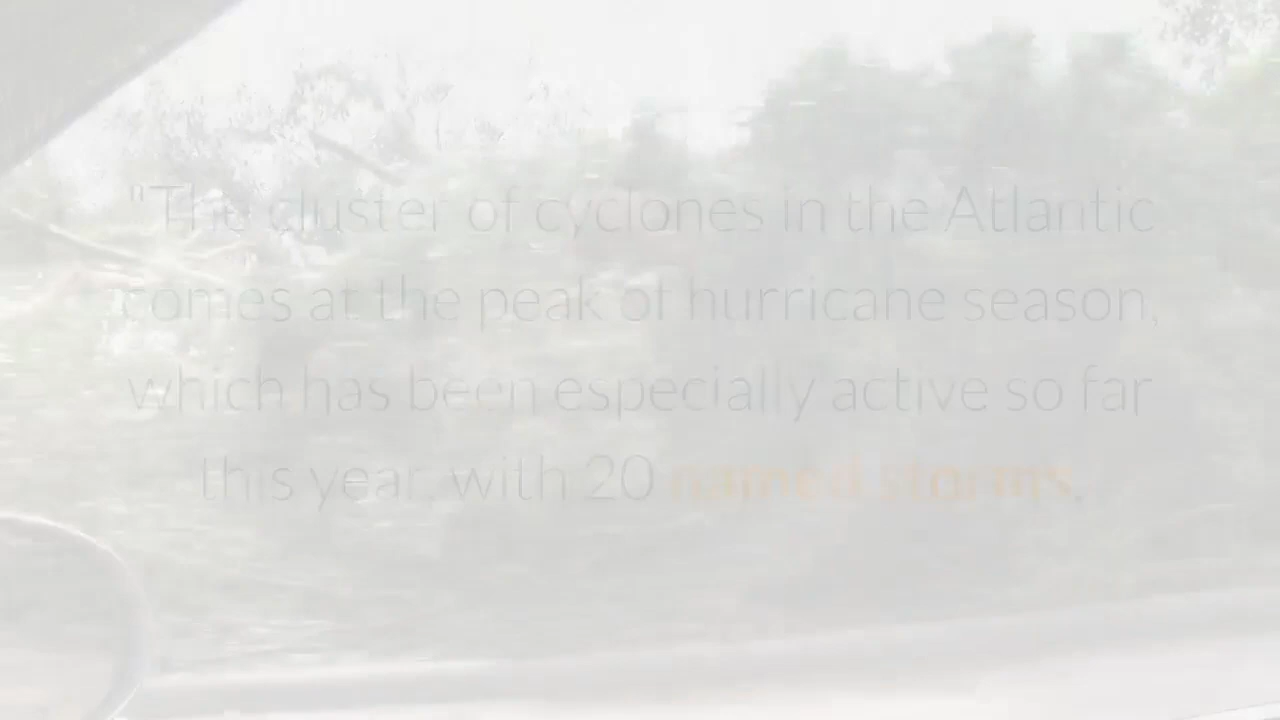 "The cluster of cyclones in the Atlantic
comes at the peak of hurricane season,
which has been especially active so far
this year, with 20 named storms.